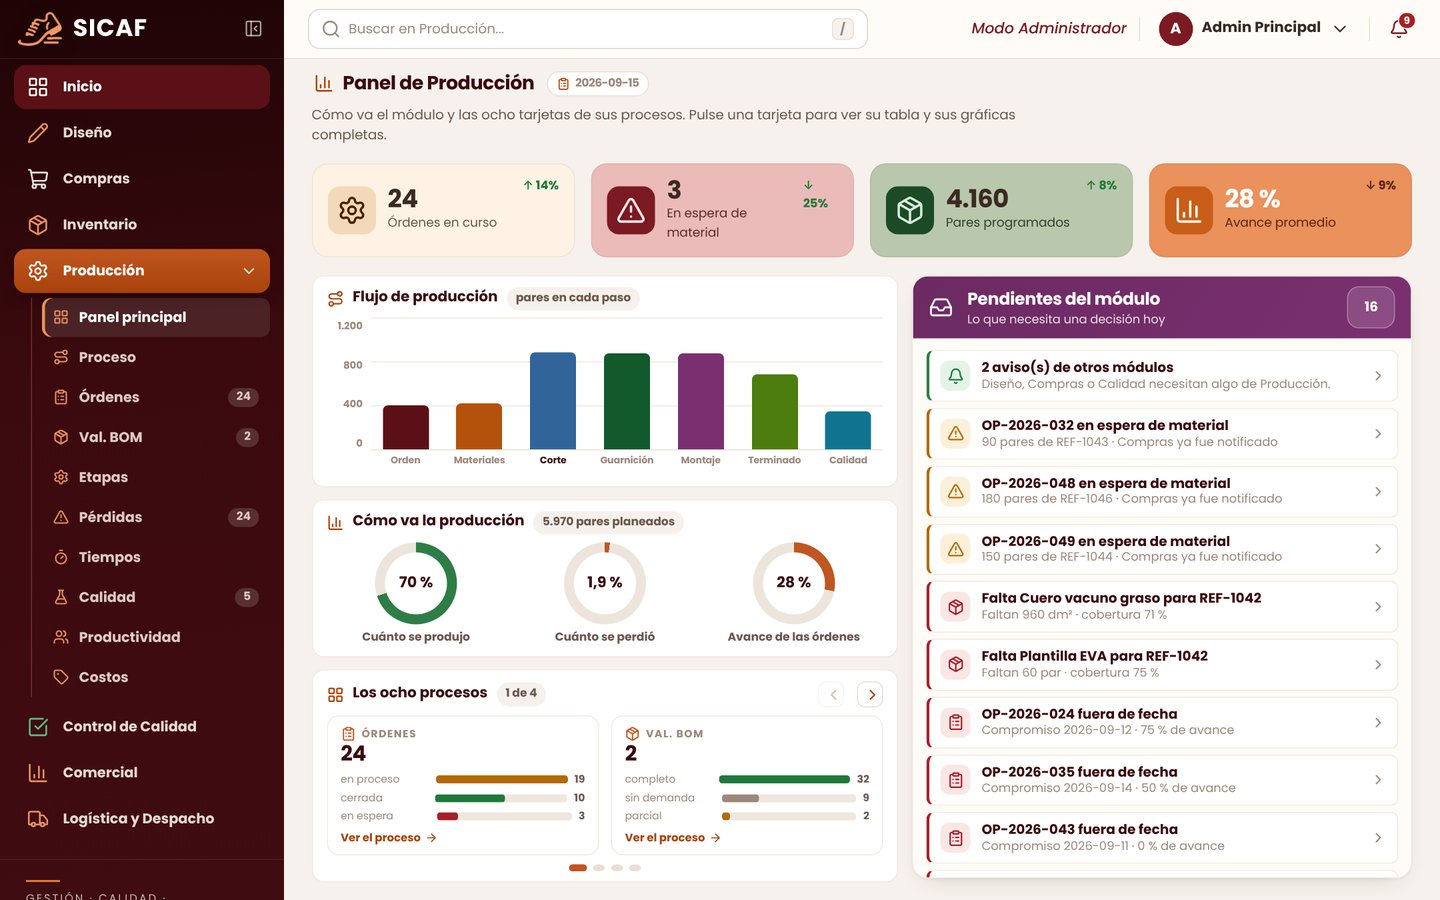 SICAF
Buscar en Producción...
/
Modo Administrador
A
Admin Principal
9
Inicio
Diseño
Compras
Inventario
Producción
Panel principal
Proceso
Órdenes
24
Val. BOM
2
Etapas
Pérdidas
24
Tiempos
Calidad
5
Productividad
Costos
Control de Calidad
Comercial
Logística y Despacho
GESTIÓN · CALIDAD ·
Panel de Producción
2026-09-15
Cómo va el módulo y las ocho tarjetas de sus procesos. Pulse una tarjeta para ver su tabla y sus gráficas
completas.
24
Órdenes en curso
↑ 14%
3
En espera de
material
↓
25%
4.160
Pares programados
↑ 8%
28 %
Avance promedio
↓ 9%
Flujo de producción
pares en cada paso
1.200
800
400
0
Orden
Materiales
Corte
Guarnición
Montaje
Terminado
Calidad
Cómo va la producción
5.970 pares planeados
70 %
Cuánto se produjo
1,9 %
Cuánto se perdió
28 %
Avance de las órdenes
Los ocho procesos
1 de 4
ÓRDENES
24
en proceso
19
cerrada
10
en espera
3
Ver el proceso →
VAL. BOM
2
completo
32
sin demanda
9
parcial
2
Ver el proceso →
Pendientes del módulo
Lo que necesita una decisión hoy
16
2 aviso(s) de otros módulos
Diseño, Compras o Calidad necesitan algo de Producción.
OP-2026-032 en espera de material
90 pares de REF-1043 · Compras ya fue notificado
OP-2026-048 en espera de material
180 pares de REF-1046 · Compras ya fue notificado
OP-2026-049 en espera de material
150 pares de REF-1044 · Compras ya fue notificado
Falta Cuero vacuno graso para REF-1042
Faltan 960 dm² · cobertura 71 %
Falta Plantilla EVA para REF-1042
Faltan 60 par · cobertura 75 %
OP-2026-024 fuera de fecha
Compromiso 2026-09-12 · 75 % de avance
OP-2026-035 fuera de fecha
Compromiso 2026-09-14 · 50 % de avance
OP-2026-043 fuera de fecha
Compromiso 2026-09-11 · 0 % de avance